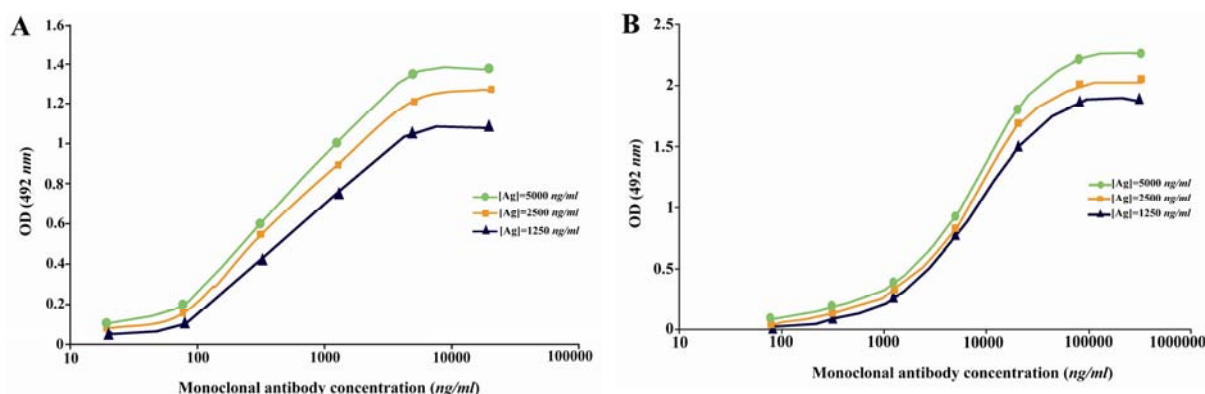 A
1.6
1.4
1.2
1
0.8
0.6
0.4
0.2
0
10
100
1000
10000
100000
OD (492 nm)
Monoclonal antibody concentration (ng/ml)
[Ag]=5000 ng/ml
[Ag]=2500 ng/ml
[Ag]=1250 ng/ml
B
2.5
2
1.5
1
0.5
0
10
100
1000
10000
100000
1000000
OD (492 nm)
Monoclonal antibody concentration (ng/ml)
[Ag]=5000 ng/ml
[Ag]=2500 ng/ml
[Ag]=1250 ng/ml